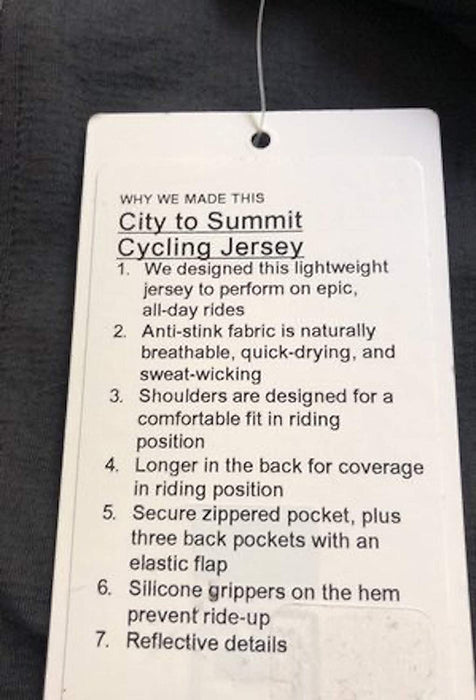 WHY WE MADE THIS
City to Summit
Cycling Jersey
1. We designed this lightweight
jersey to perform on epic,
all-day rides
2. Anti-stink fabric is naturally
breathable, quick-drying, and
sweat-wicking
3. Shoulders are designed for a
comfortable fit in riding
position
4. Longer in the back for coverage
in riding position
5. Secure zippered pocket, plus
three back pockets with an
elastic flap
6. Silicone grippers on the hem
prevent ride-up
7. Reflective details